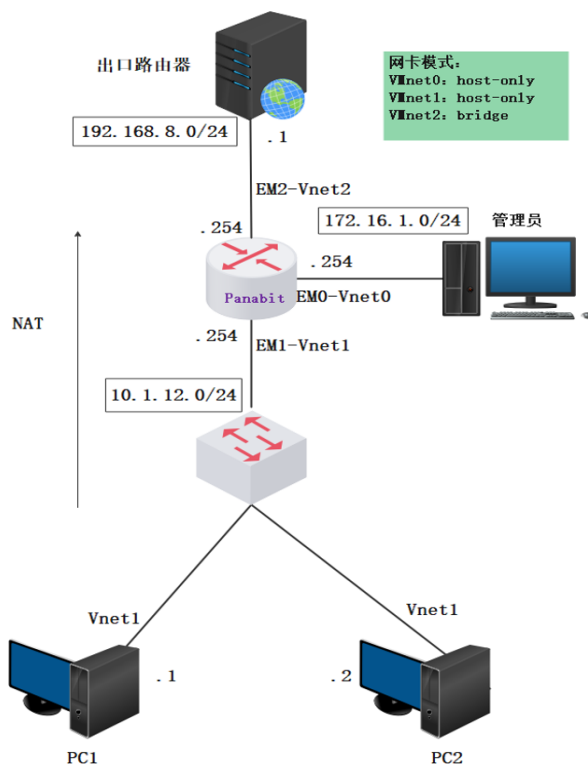 出口路由器
网卡模式:
VMnet0: host-only
VMnet1: host-only
VMnet2: bridge
192.168.8.0/24
.1
EM2-Vnet2
172.16.1.0/24
管理员
.254
.254
Panabit
EM0-Vnet0
NAT
.254
EM1-Vnet1
10.1.12.0/24
Vnet1
Vnet1
.1
.2
PC1
PC2